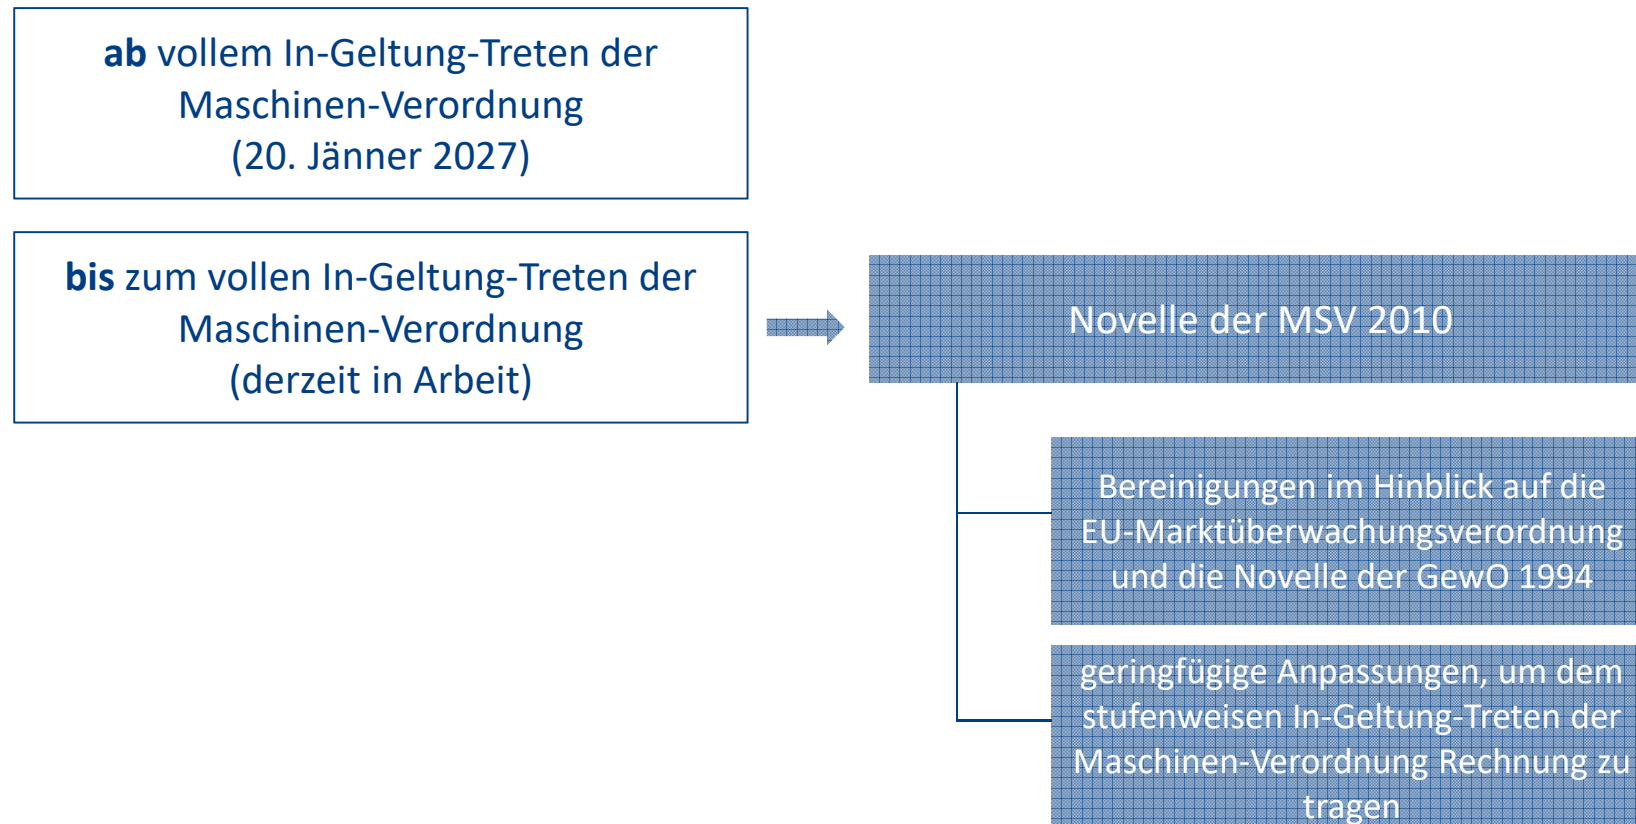 ab vollem In-Geltung-Treten der
Maschinen-Verordnung
(20. Jänner 2027)
bis zum vollen In-Geltung-Treten der
Maschinen-Verordnung
(derzeit in Arbeit)
Novelle der MSV 2010
Bereinigungen im Hinblick auf die
EU-Marktüberwachungsverordnung
und die Novelle der GewO 1994
geringfügige Anpassungen, um dem
stufenweisen In-Geltung-Treten der
Maschinen-Verordnung Rechnung zu
tragen